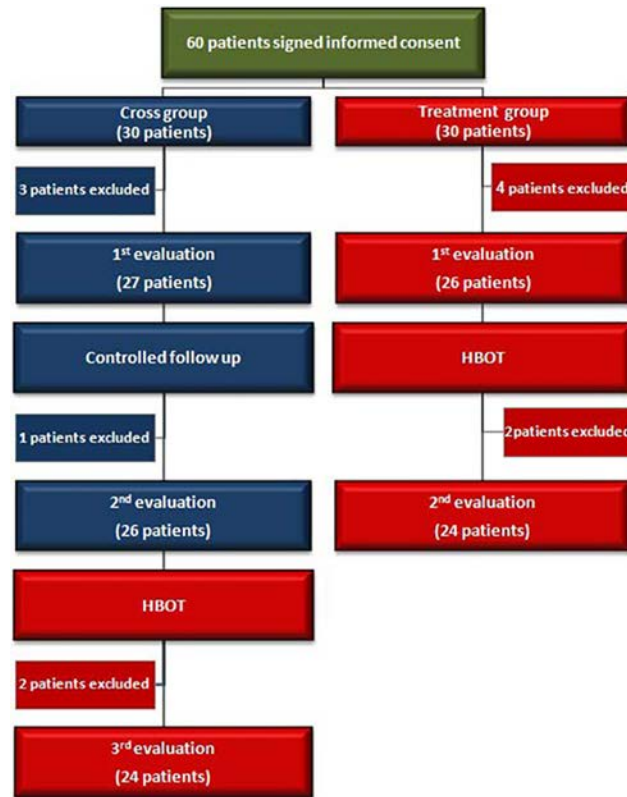 60 patients signed informed consent
Cross group
(30 patients)
Treatment group
(30 patients)
3 patients excluded
4 patients excluded
1st evaluation
(27 patients)
1st evaluation
(26 patients)
Controlled follow up
HBOT
1 patients excluded
2patients excluded
2nd evaluation
(26 patients)
2nd evaluation
(24 patients)
HBOT
2 patients excluded
3rd evaluation
(24 patients)